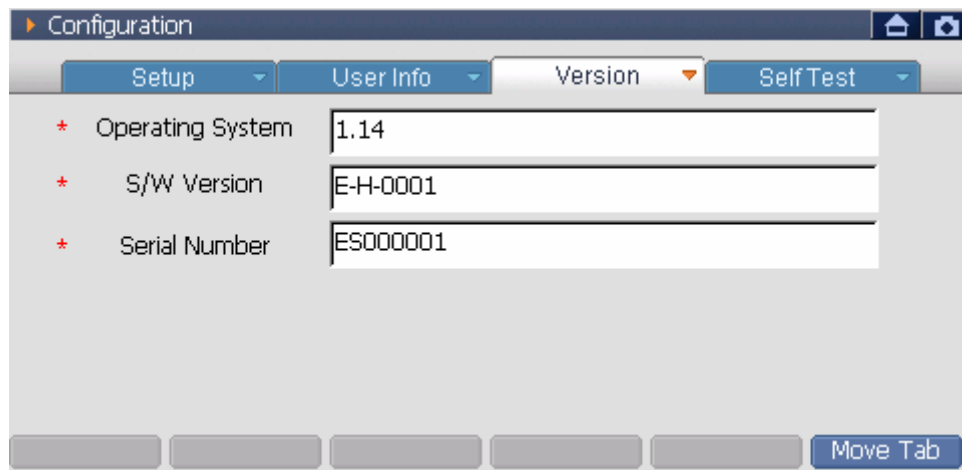 Configuration
Setup User Info Version Self Test
* Operating System 1.14
* S/W Version E-H-0001
* Serial Number ES000001
Move Tab